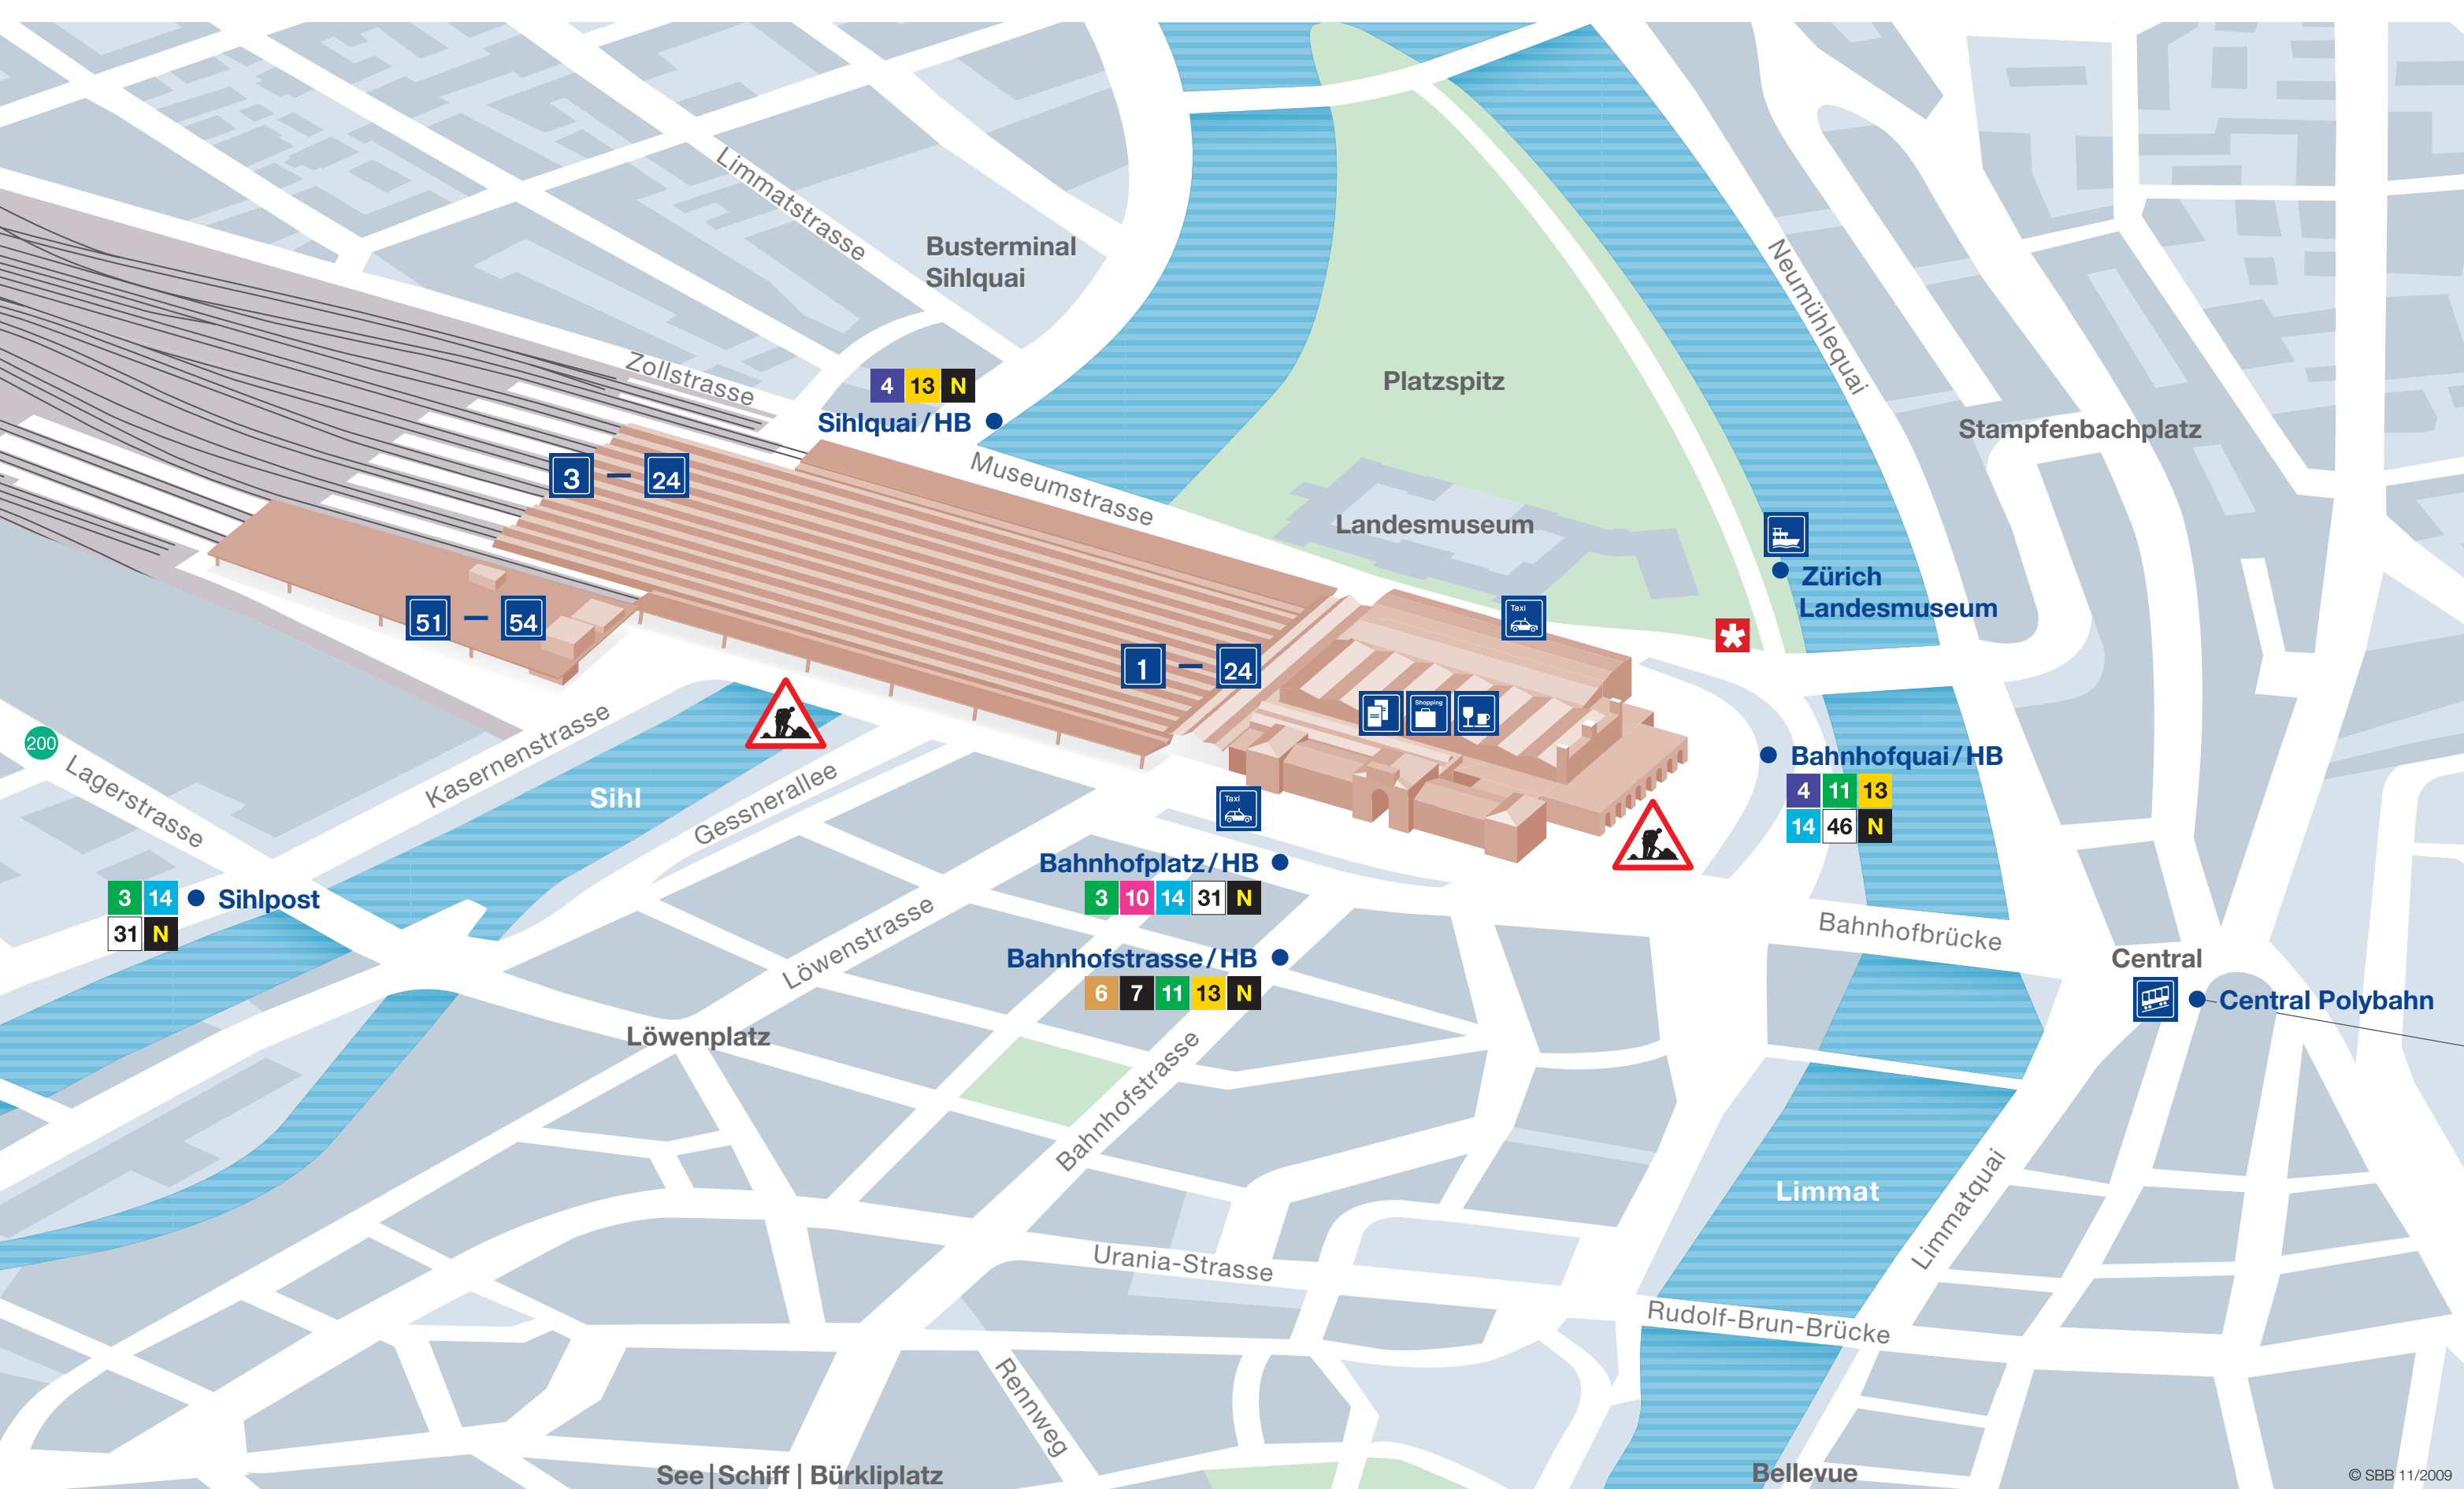 Limmatstrasse
Busterminal
Sihlquai
Neumühlequai
Zollstrasse
4 13 N
Sihlquai/HB
Platzspitz
Stampfenbachplatz
Museumstrasse
3 – 24
Landesmuseum
Zürich
Landesmuseum
51 – 54
Taxi
*
1 – 24
Shopping
Kasernenstrasse
200
Lagerstrasse
Sihl
Gessnerallee
Taxi
Bahnhofquai/HB
4 11 13
14 46 N
Bahnhofplatz/HB
3 10 14 31 N
3 14
Sihlpost
31 N
Löwenstrasse
Bahnhofbrücke
Bahnhofstrasse/HB
6 7 11 13 N
Central
Central Polybahn
Löwenplatz
Bahnhofstrasse
Limmat
Limmatquai
Urania-Strasse
Rudolf-Brun-Brücke
Rennweg
See|Schiff|Bürkliplatz
Bellevue
© SBB 11/2009